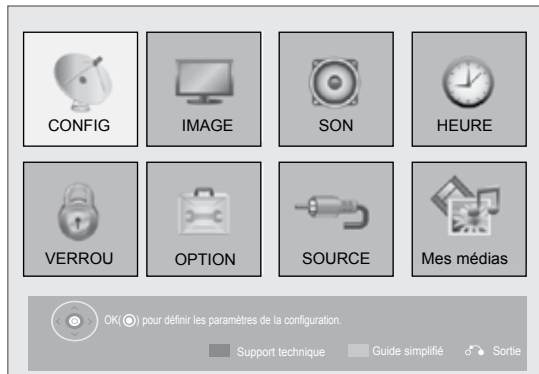 CONFIG IMAGE SON HEURE
VERROU OPTION SOURCE Mes médias
OK( ) pour définir les paramètres de la configuration.
Support technique Guide simplifié Sortie